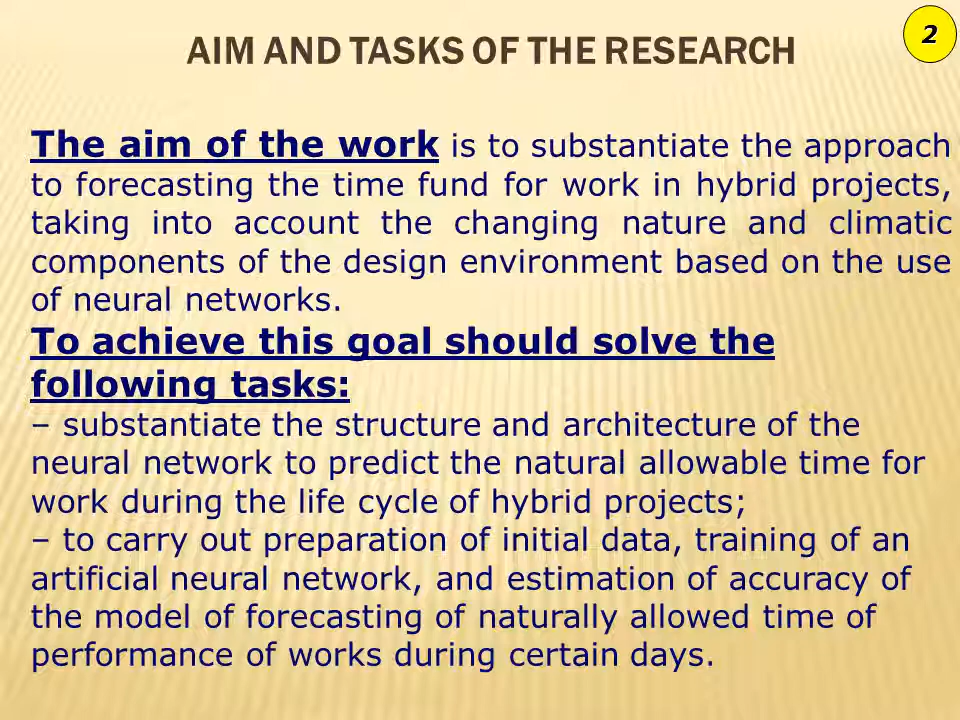 AIM AND TASKS OF THE RESEARCH
2
The aim of the work is to substantiate the approach
to forecasting the time fund for work in hybrid projects,
taking into account the changing nature and climatic
components of the design environment based on the use
of neural networks.
To achieve this goal should solve the
following tasks:
– substantiate the structure and architecture of the
neural network to predict the natural allowable time for
work during the life cycle of hybrid projects;
– to carry out preparation of initial data, training of an
artificial neural network, and estimation of accuracy of
the model of forecasting of naturally allowed time of
performance of works during certain days.